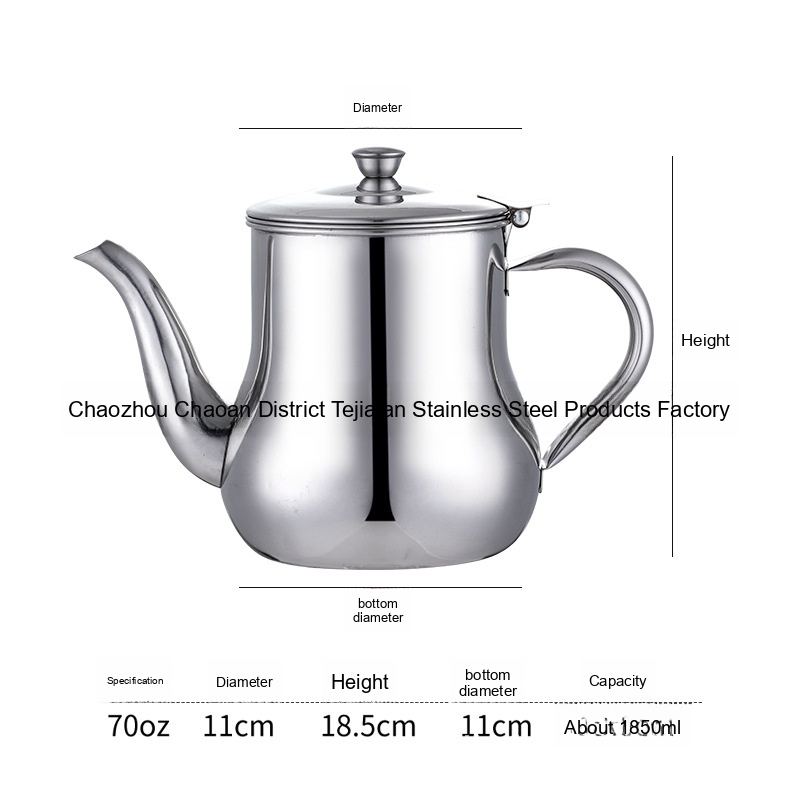 Diameter
Height
Chaozhou Chaoan District Tejiatan Stainless Steel Products Factory
bottom
diameter
Specification Diameter Height bottom diameter Capacity
70oz 11cm 18.5cm 11cm About 1850ml